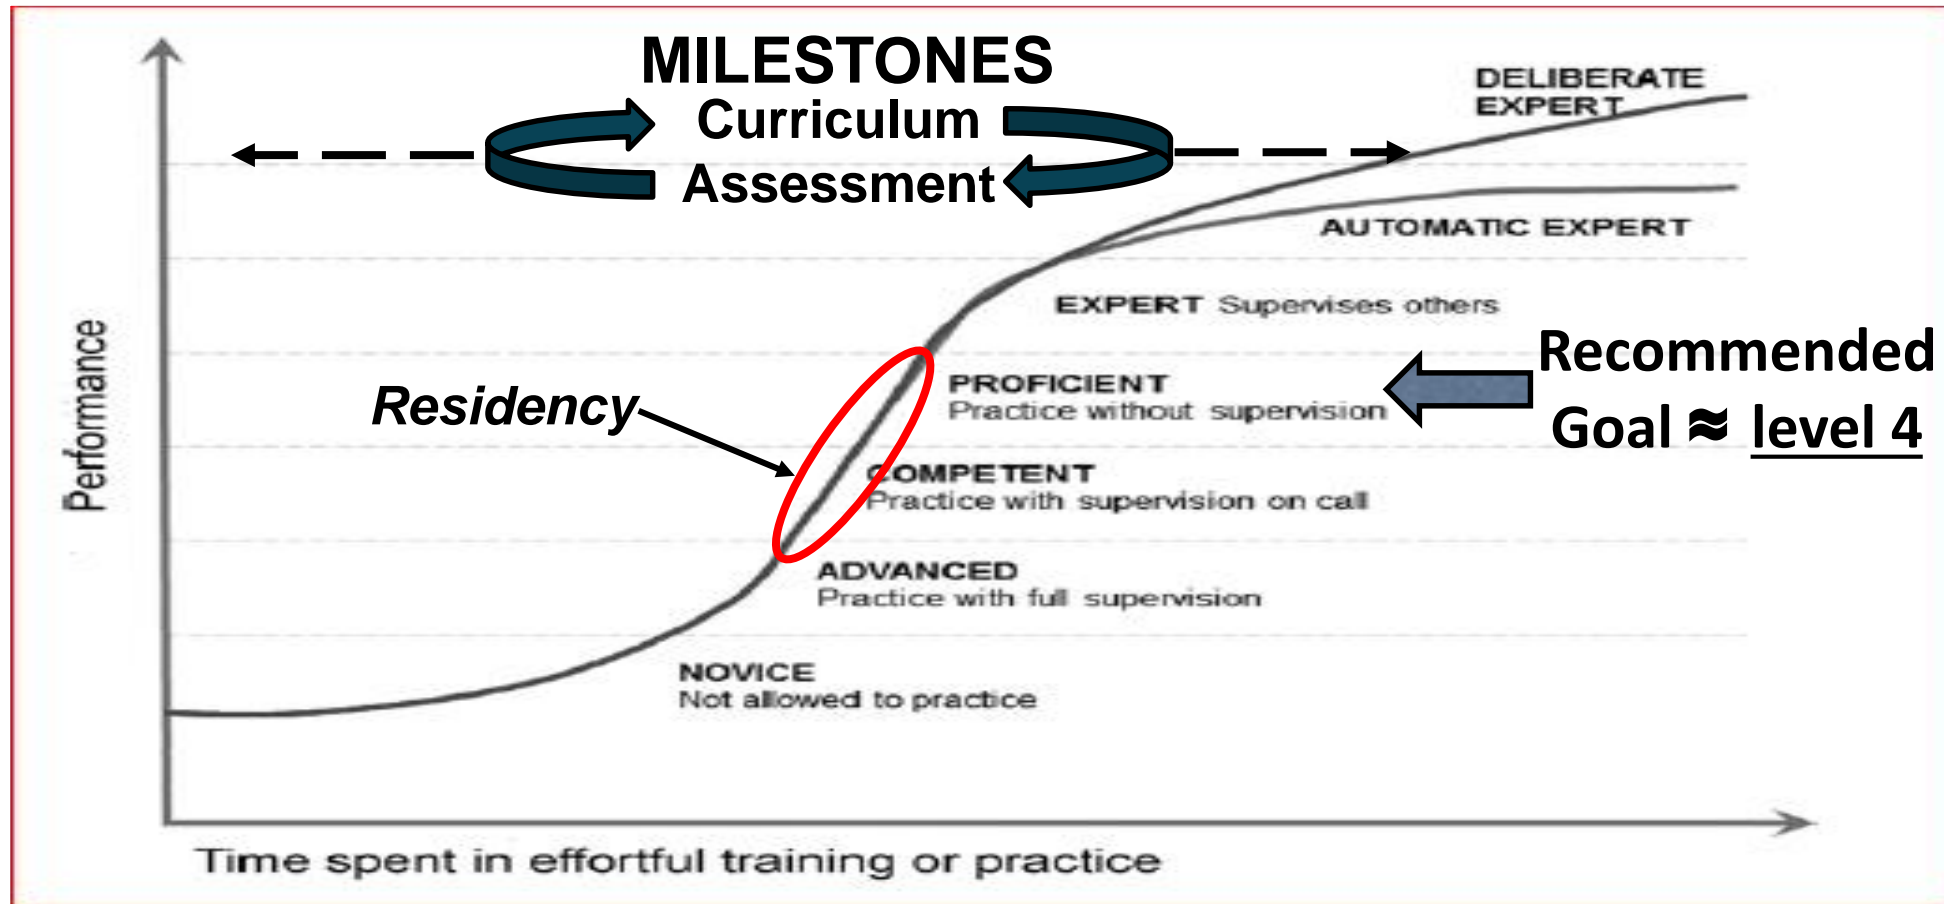 MILESTONES
Curriculum
Assessment
DELIBERATE
EXPERT
AUTOMATIC EXPERT
EXPERT Supervises others
Recommended
Goal ≈ level 4
PROFICIENT
Practice without supervision
Residency
COMPETENT
Practice with supervision on call
ADVANCED
Practice with full supervision
NOVICE
Not allowed to practice
Performance
Time spent in effortful training or practice